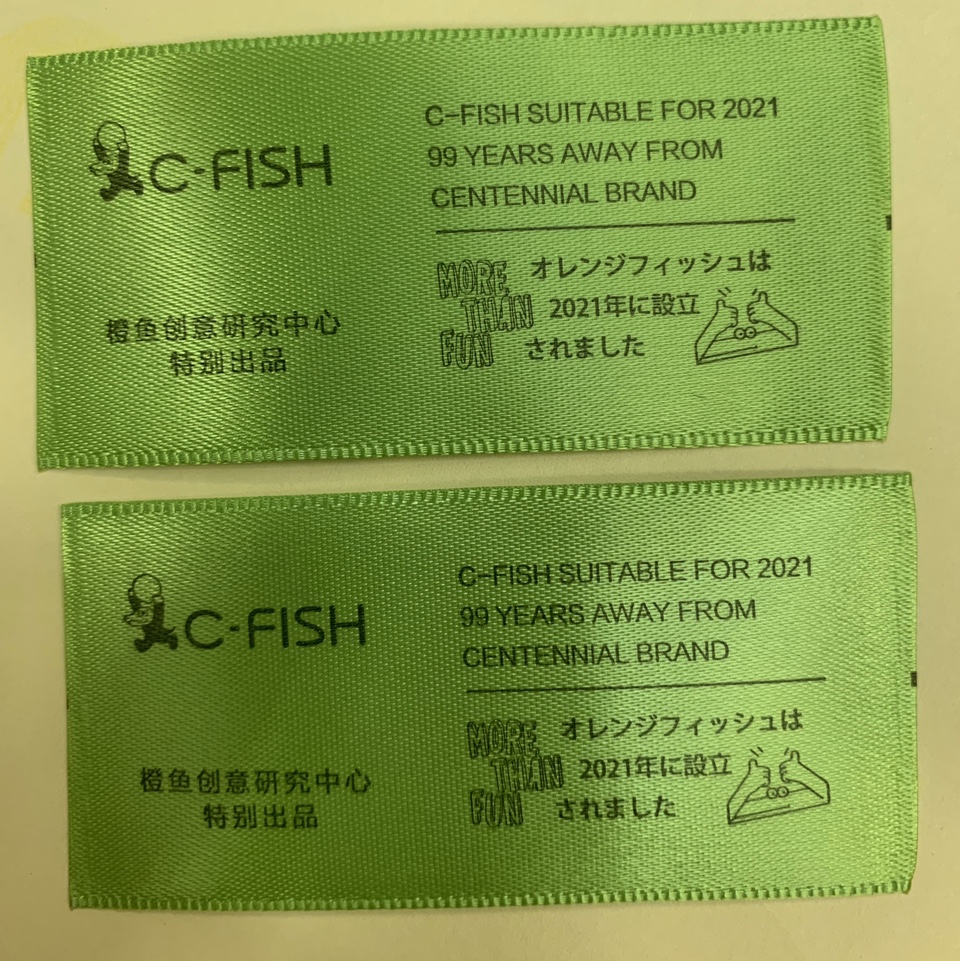 C-FISH
橙鱼创意研究中心
特别出品
C-FISH SUITABLE FOR 2021
99 YEARS AWAY FROM
CENTENNIAL BRAND
MORE
THAN
FUN
オレンジフィッシュは
2021年に設立
されました
C-FISH
橙鱼创意研究中心
特别出品
C-FISH SUITABLE FOR 2021
99 YEARS AWAY FROM
CENTENNIAL BRAND
MORE
THAN
FUN
オレンジフィッシュは
2021年に設立
されました